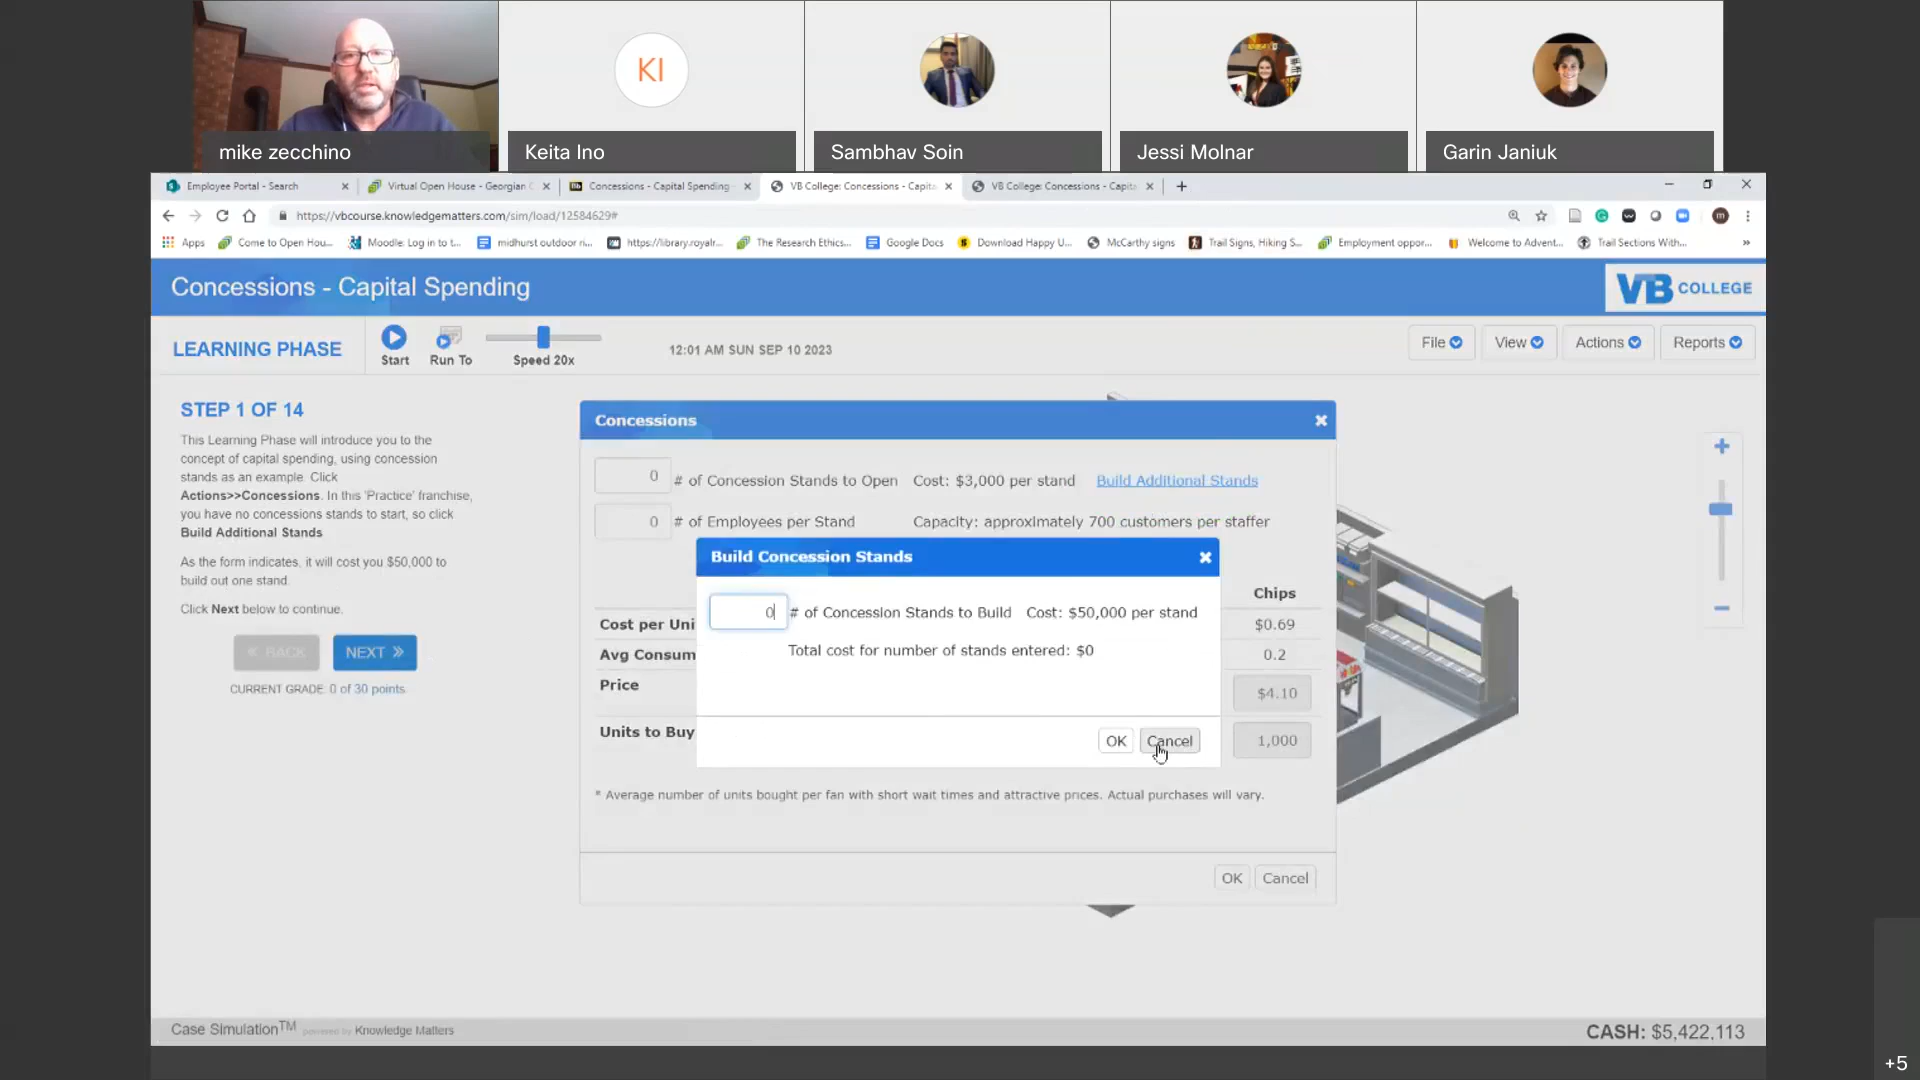 KI
mike zecchino
Keita Ino
Sambhav Soin
Jessi Molnar
Garin Janiuk
Employee Portal - Search
Virtual Open House - Georgian C
Concessions - Capital Spending
VB College: Concessions - Capita
VB College: Concessions - Capita
https://vbcourse.knowledgematters.com/sim/load/12584629#
m
Apps
Come to Open Hou...
Moodle: Log in to t...
midhurst outdoor ri...
https://library.royalr...
The Research Ethics...
Google Docs
Download Happy U...
McCarthy signs
Trail Signs, Hiking S...
Employment oppor...
Welcome to Advent...
Trail Sections With...
»
Concessions - Capital Spending
VB COLLEGE
LEARNING PHASE
Start
Run To
Speed 20x
12:01 AM SUN SEP 10 2023
File
View
Actions
Reports
STEP 1 OF 14
This Learning Phase will introduce you to the
concept of capital spending, using concession
stands as an example. Click
Actions>>Concessions. In this 'Practice' franchise,
you have no concessions stands to start, so click
Build Additional Stands
As the form indicates, it will cost you $50,000 to
build out one stand.
Click Next below to continue.
« BACK
NEXT »
CURRENT GRADE: 0 of 30 points
Concessions
0 # of Concession Stands to Open Cost: $3,000 per stand Build Additional Stands
0 # of Employees per Stand Capacity: approximately 700 customers per staffer
Build Concession Stands
0 # of Concession Stands to Build Cost: $50,000 per stand
Total cost for number of stands entered: $0
OK Cancel
Chips
Cost per Uni $0.69
Avg Consum 0.2
Price $4.10
Units to Buy 1,000
* Average number of units bought per fan with short wait times and attractive prices. Actual purchases will vary.
OK Cancel
Case Simulation™ powered by Knowledge Matters
CASH: $5,422,113
+5